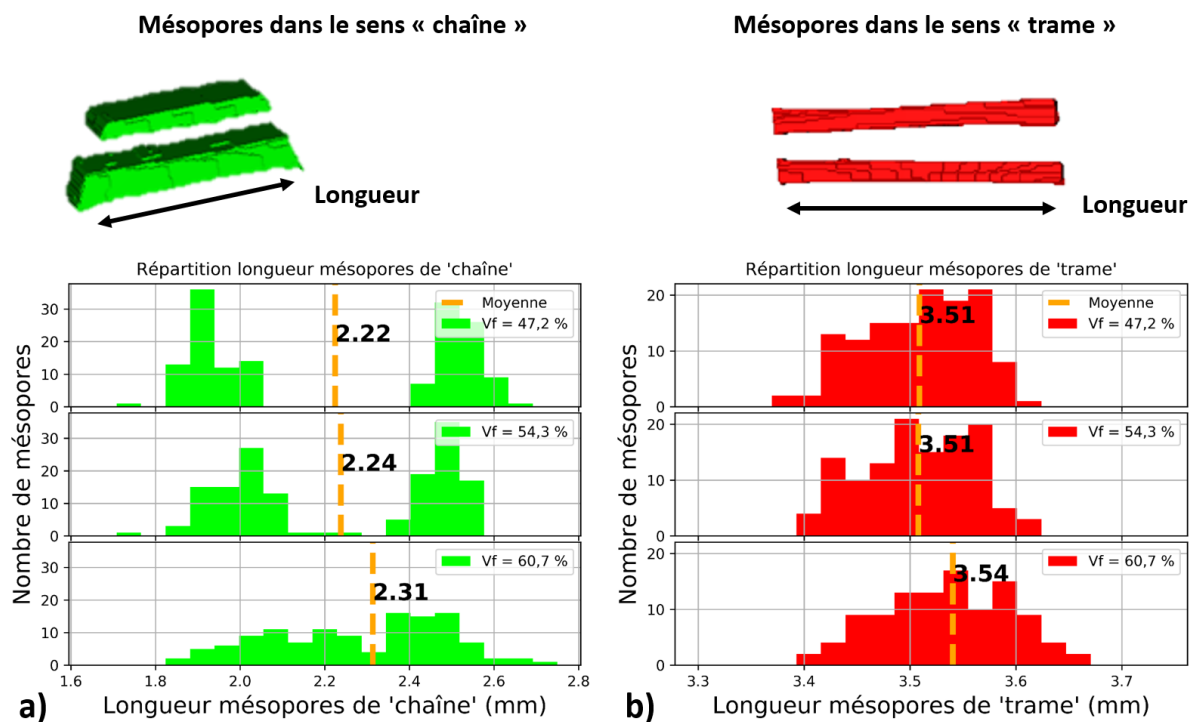 Mésopores dans le sens « chaîne »
Longueur
Répartition longueur mésopores de 'chaîne'
Nombre de mésopores
30
20
10
0
Moyenne
Vf = 47,2 %
2.22
30
20
10
0
Vf = 54,3 %
2.24
30
20
10
0
Vf = 60,7 %
2.31
1.6 1.8 2.0 2.2 2.4 2.6 2.8
a) Longueur mésopores de 'chaîne' (mm)
Mésopores dans le sens « trame »
Longueur
Répartition longueur mésopores de 'trame'
Nombre de mésopores
20
10
0
Moyenne
Vf = 47,2 %
3.51
20
10
0
Vf = 54,3 %
3.51
20
10
0
Vf = 60,7 %
3.54
3.3 3.4 3.5 3.6 3.7
b) Longueur mésopores de 'trame' (mm)